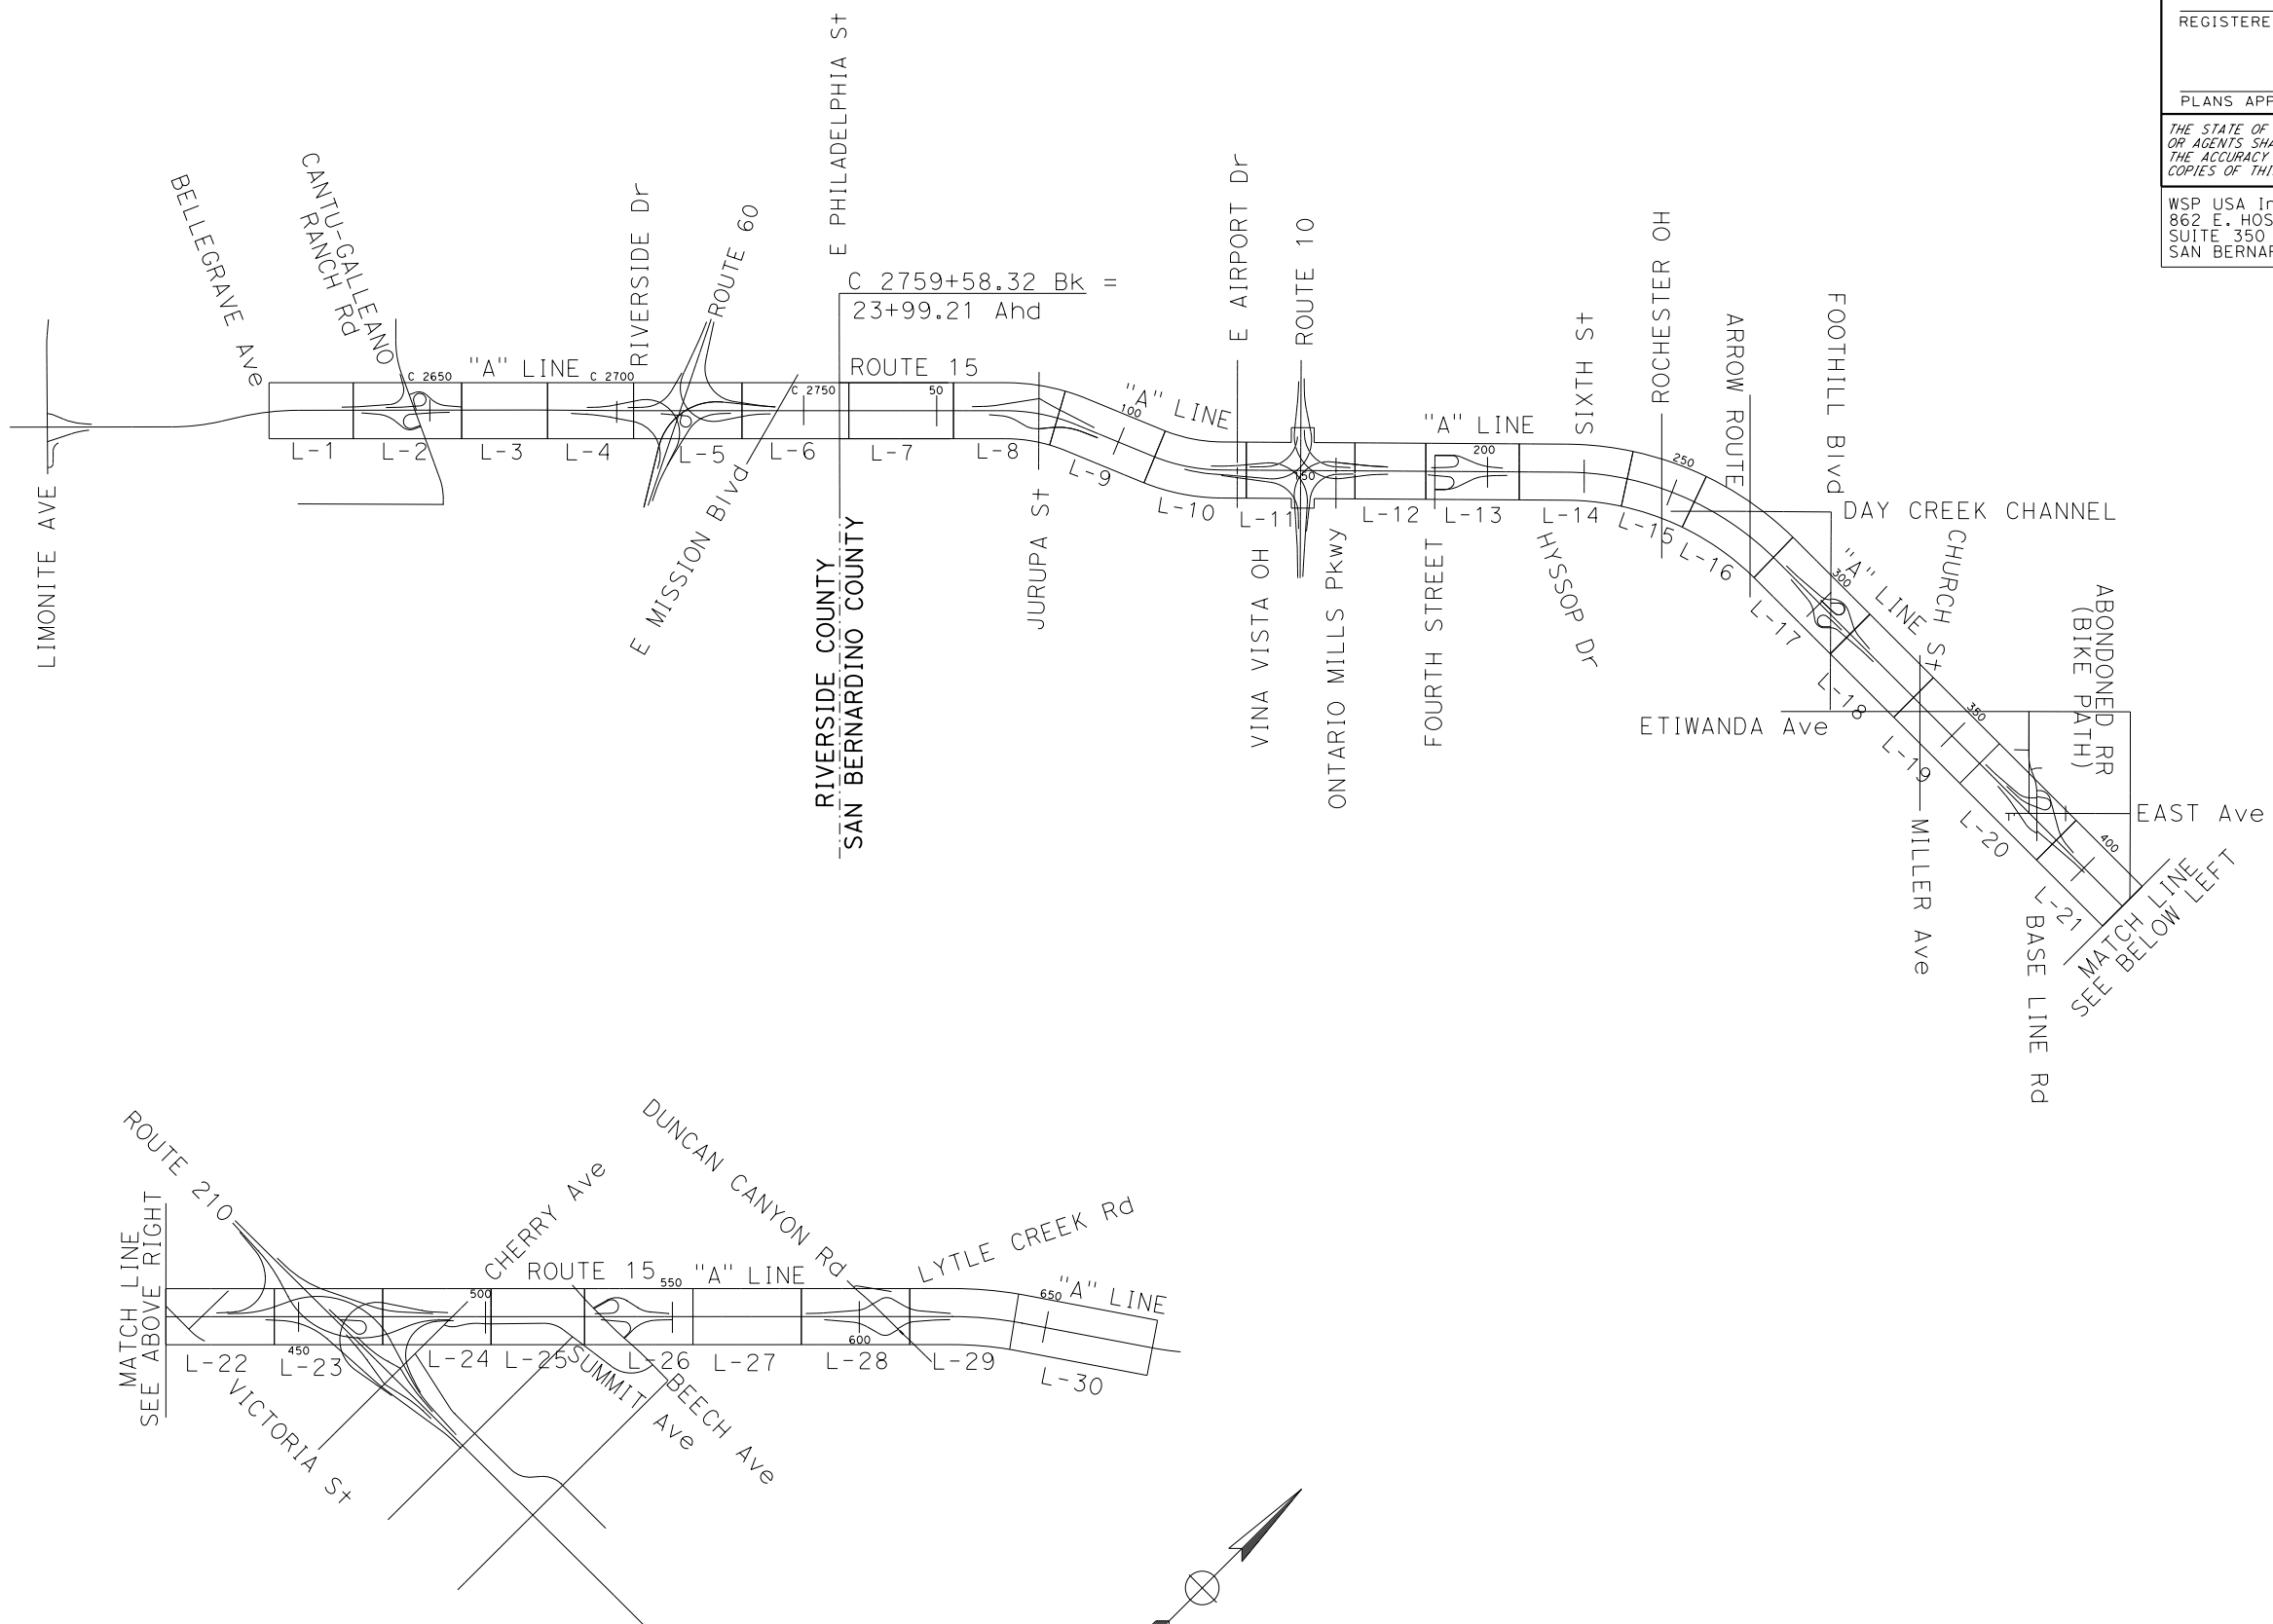 REGISTERE
PLANS APP
THE STATE OF
OR AGENTS SHA
THE ACCURACY
COPIES OF THI
WSP USA In
862 E. HOS
SUITE 350
SAN BERNAR
LIMONITE AVE
BELLEGRAVE Ave
CANTU-GALLEANO
RANCH Rd
RIVERSIDE Dr
ROUTE 60
E PHILADELPHIA St
C 2759+58.32 Bk =
23+99.21 Ahd
E AIRPORT Dr
ROUTE 10
SIXTH St
ROCHESTER OH
ARROW ROUTE
FOOTHILL Blvd
C 2650
"A" LINE
C 2700
C 2750
ROUTE 15
50
"A" LINE
100
150
"A" LINE
200
250
"A" LINE
300
350
400
L-1
L-2
L-3
L-4
L-5
L-6
L-7
L-8
L-9
L-10
L-11
L-12
L-13
L-14
L-15
L-16
L-17
L-18
L-19
L-20
L-21
E MISSION Blvd
RIVERSIDE COUNTY
SAN BERNARDINO COUNTY
JURUPA St
VINA VISTA OH
ONTARIO MILLS Pkwy
FOURTH STREET
HYSSOP Dr
DAY CREEK CHANNEL
CHURCH St
ETIWANDA Ave
ABONDONED RR
(BIKE PATH)
EAST Ave
MILLER Ave
BASE LINE Rd
MATCH LINE
SEE BELOW LEFT
MATCH LINE
SEE ABOVE RIGHT
ROUTE 210
CHERRY Ave
DUNCAN CANYON Rd
LYTLE CREEK Rd
ROUTE 15
"A" LINE
"A" LINE
450
500
550
600
650
L-22
L-23
L-24
L-25
L-26
L-27
L-28
L-29
L-30
VICTORIA St
SUMMIT Ave
BEECH Ave